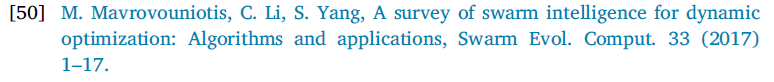 [50] M. Mavrovouniotis, C. Li, S. Yang, A survey of swarm intelligence for dynamic
optimization: Algorithms and applications, Swarm Evol. Comput. 33 (2017)
1–17.